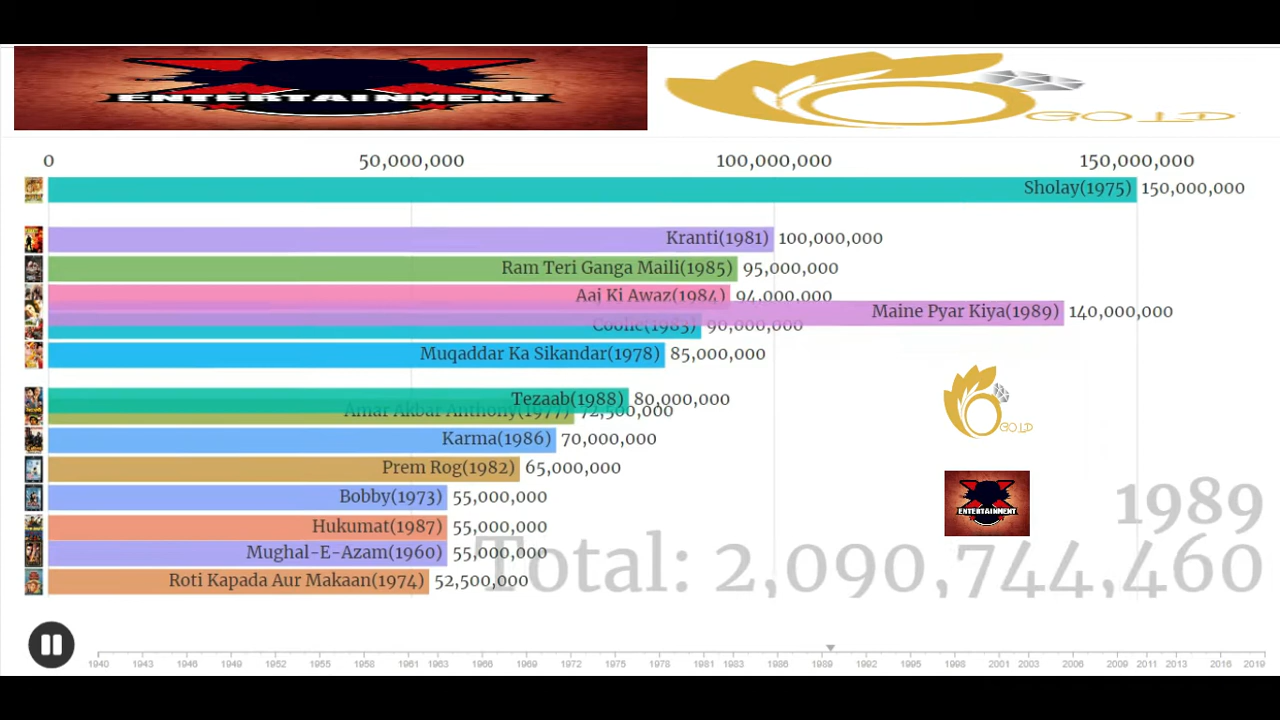 ENTERTAINMENT
GOLD
0 50,000,000 100,000,000 150,000,000
Sholay(1975) 150,000,000
Kranti(1981) 100,000,000
Ram Teri Ganga Maili(1985) 95,000,000
Aaj Ki Awaz(1984) 94,000,000
Maine Pyar Kiya(1989) 140,000,000
Coolie(1983) 90,000,000
Muqaddar Ka Sikandar(1978) 85,000,000
Tezaab(1988) 80,000,000
Amar Akbar Anthony(1977) 72,500,000
Karma(1986) 70,000,000
GOLD
Prem Rog(1982) 65,000,000
Bobby(1973) 55,000,000
ENTERTAINMENT
1989
Hukumat(1987) 55,000,000
Mughal-E-Azam(1960) 55,000,000
Total: 2,090,744,460
Roti Kapada Aur Makaan(1974) 52,500,000
1940 1943 1946 1949 1952 1955 1958 1961 1963 1966 1969 1972 1975 1978 1981 1983 1986 1989 1992 1995 1998 2001 2003 2006 2009 2011 2013 2016 2019